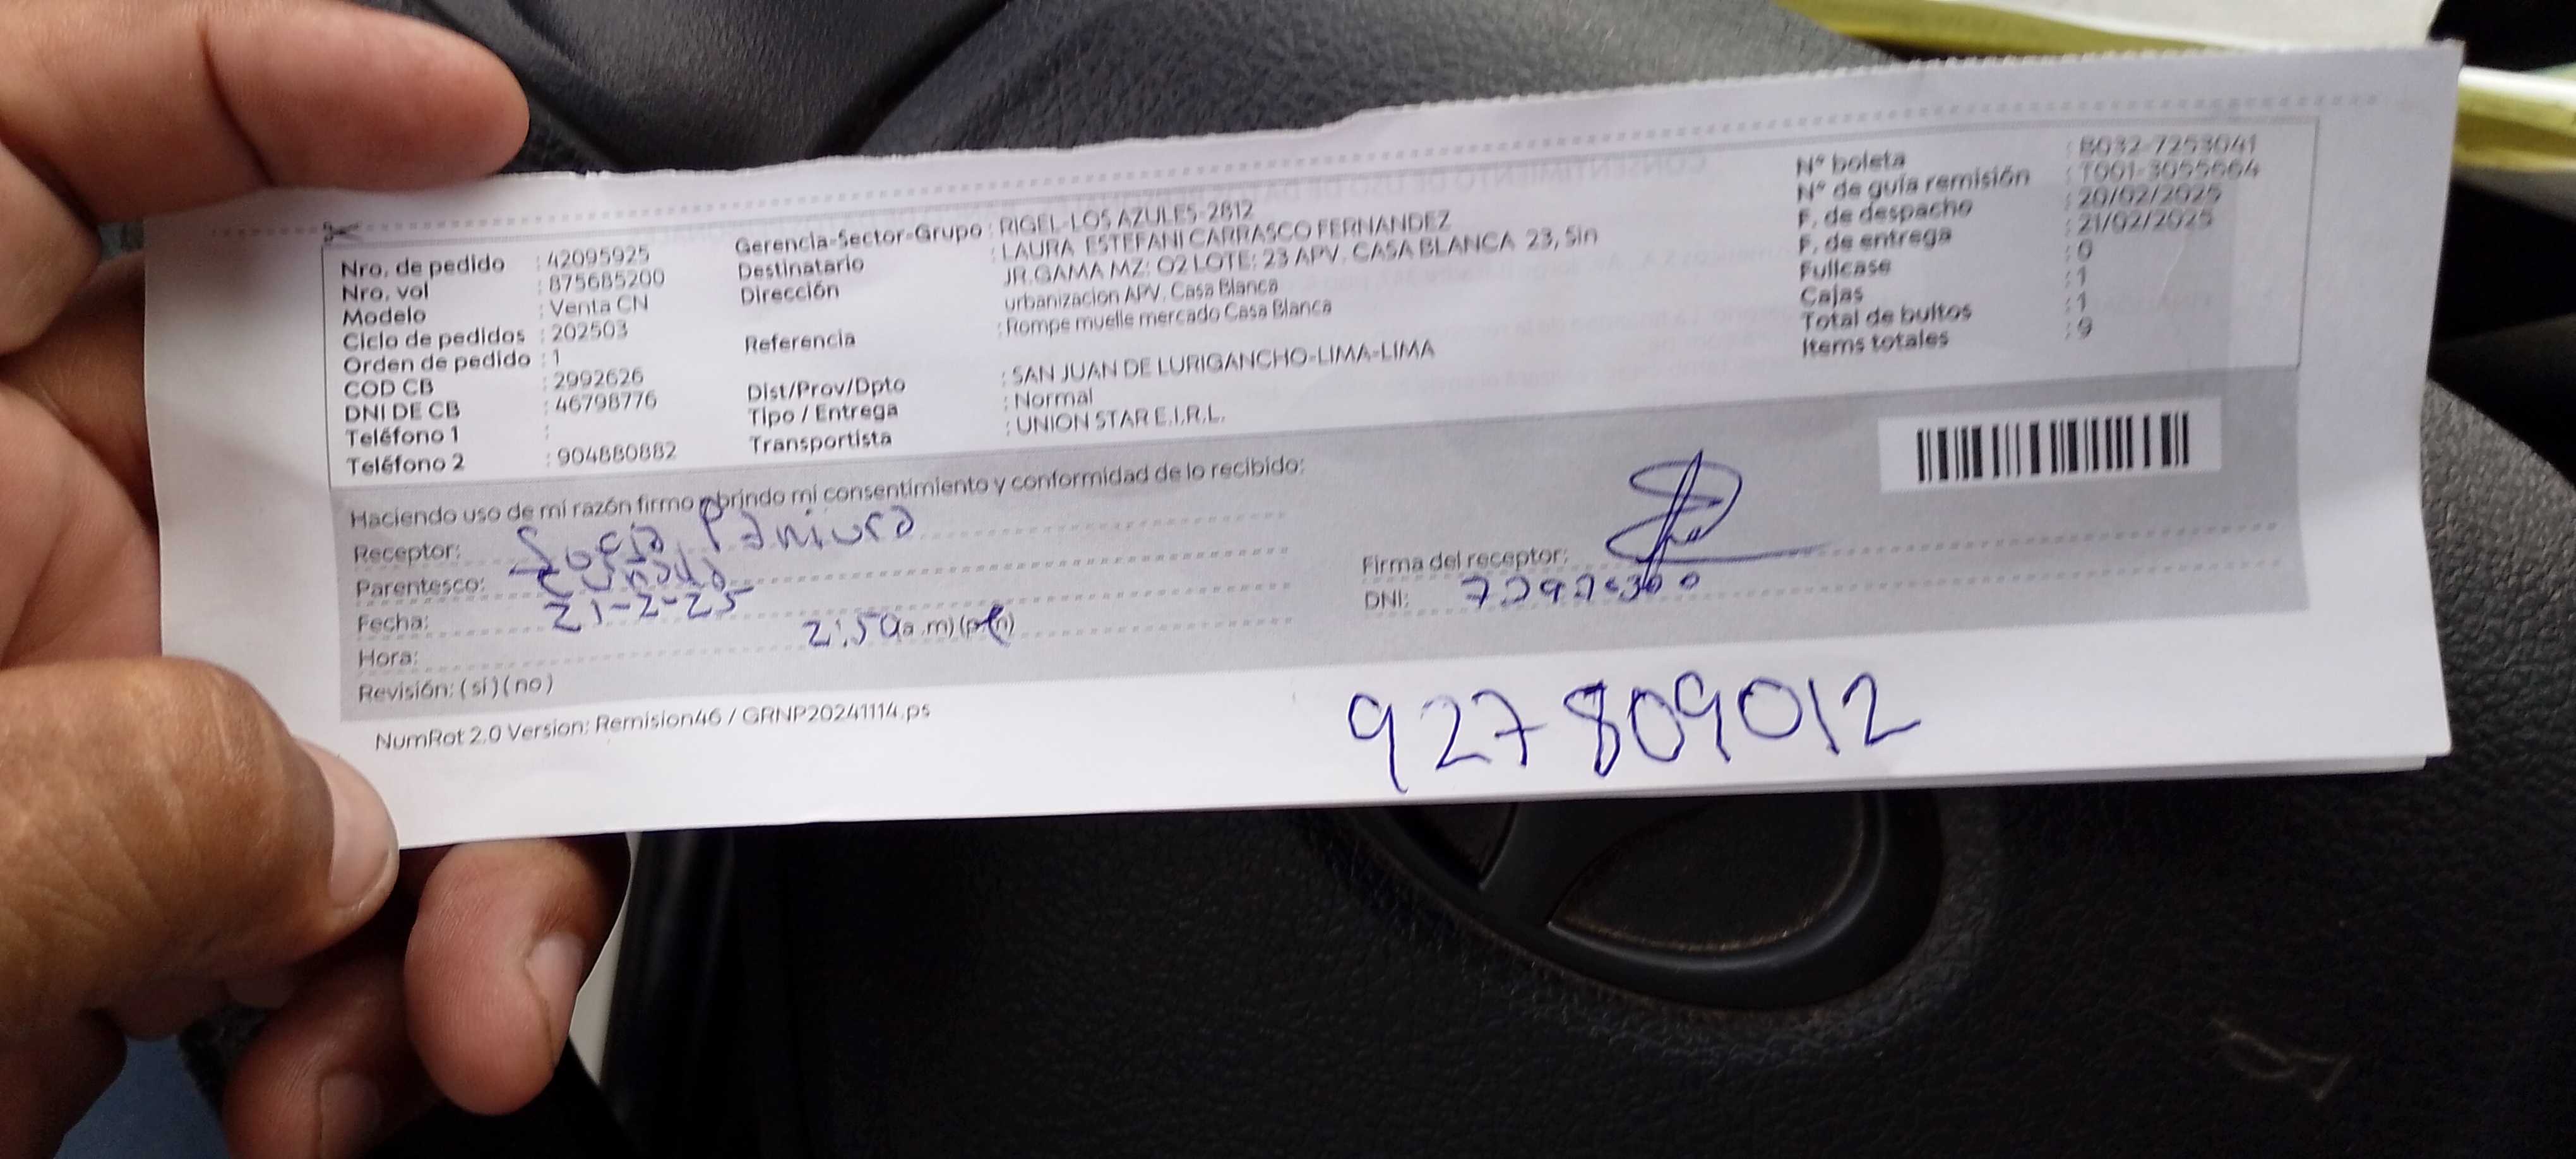 Nro. de pedido : 42095925
Nro. vol : 875685200
Modelo : Venta CN
Ciclo de pedidos : 202503
Orden de pedido : 1
COD CB : 2992626
DNI DE CB : 46798776
Teléfono 1 :
Teléfono 2 : 904880882
Gerencia-Sector-Grupo : RIGEL-LOS AZULES-2812
Destinatario : LAURA ESTEFANI CARRASCO FERNANDEZ
Dirección JR.GAMA MZ: O2 LOTE: 23 APV. CASA BLANCA 23, Sin
urbanizacion APV. Casa Blanca
Referencia : Rompe muelle mercado Casa Blanca
Dist/Prov/Dpto : SAN JUAN DE LURIGANCHO-LIMA-LIMA
Tipo / Entrega : Normal
Transportista : UNION STAR E.I.R.L.
N° boleta : B032-7253041
N° de guía remisión : T001-3055664
F. de despacho : 20/02/2025
F. de entrega : 21/02/2025
Fullcase : 0
Cajas : 1
Total de bultos : 1
Items totales : 9
Haciendo uso de mi razón firmo y brindo mi consentimiento y conformidad de lo recibido:
Receptor:
Parentesco: Cuñada
Fecha: 21-2-25
Hora: 2:50 (a.m) (p.m)
Revisión: (si) (no)
Firma del receptor:
DNI:
NumRot 2.0 Version: Remision46 / GRNP20241114.ps
927809012